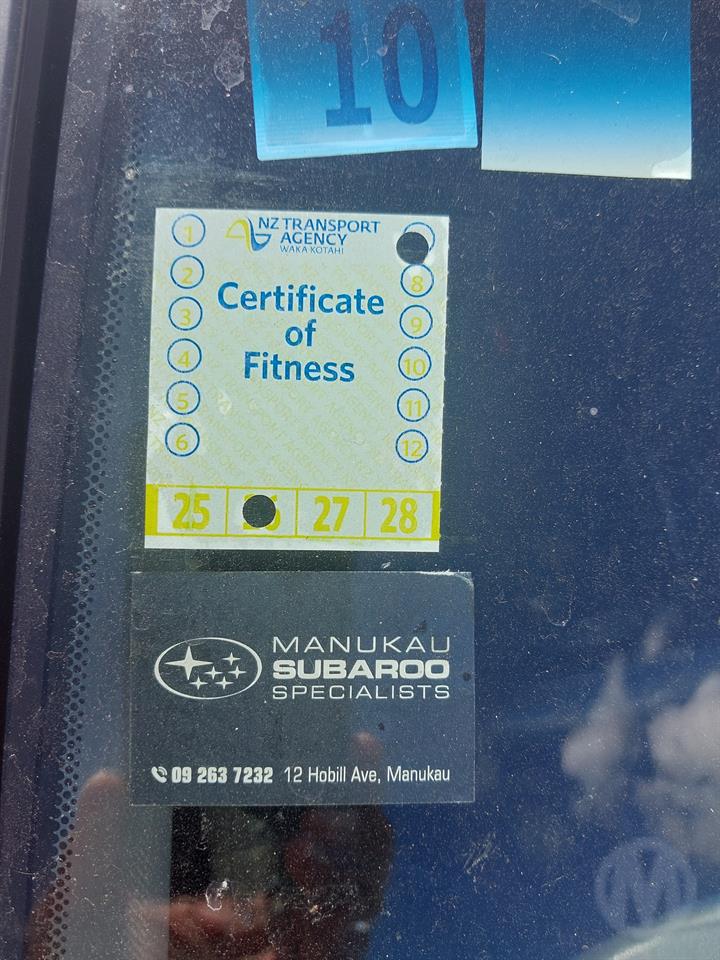 10
NZ TRANSPORT
AGENCY
WAKA KOTAHI
1
2
8
3
9
4
10
5
11
6
12
Certificate
of
Fitness
25 27 28
MANUKAU
SUBAROO
SPECIALISTS
09 263 7232 12 Hobill Ave, Manukau
M